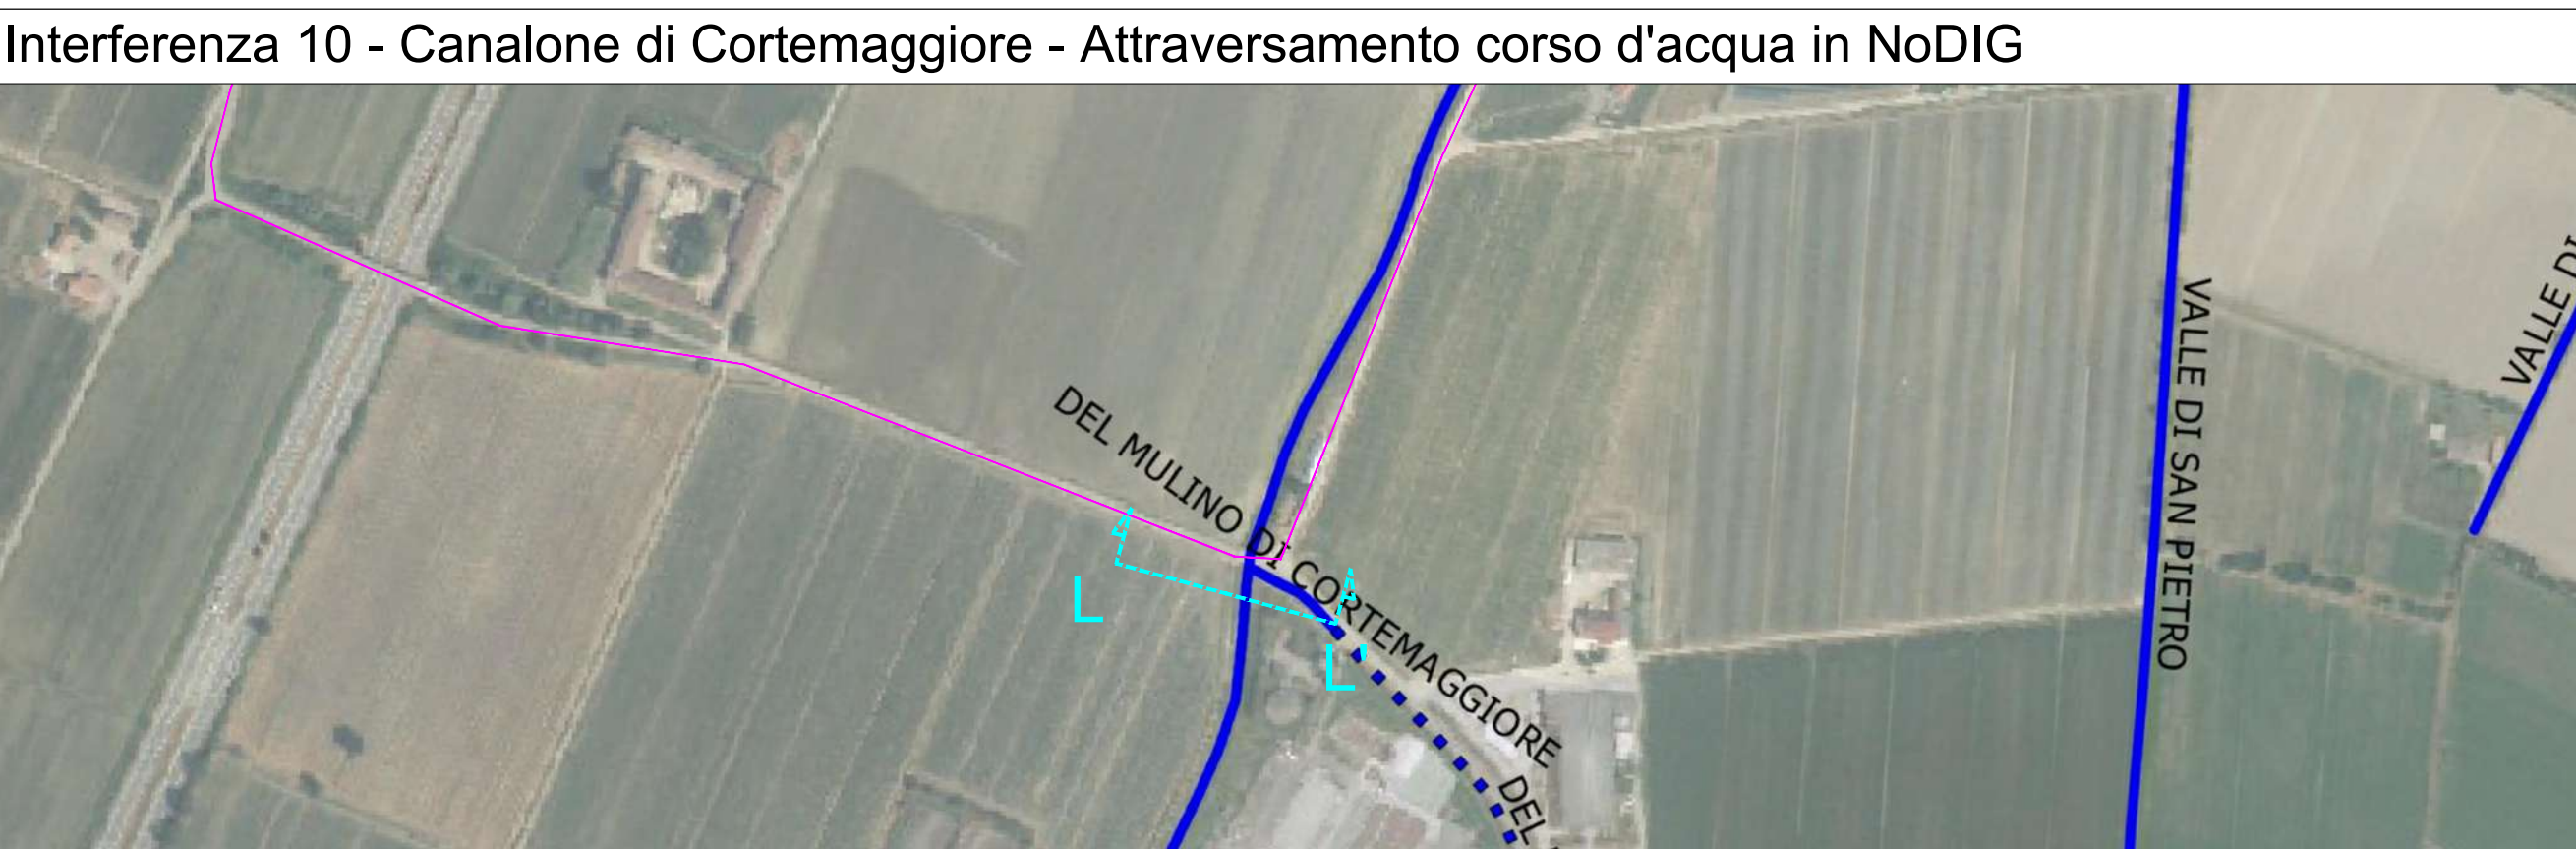 Interferenza 10 - Canalone di Cortemaggiore - Attraversamento corso d'acqua in NoDIG
DEL MULINO DI CORTEMAGGIORE
DEL
VALLE DI SAN PIETRO
VALLE DI
L
L'